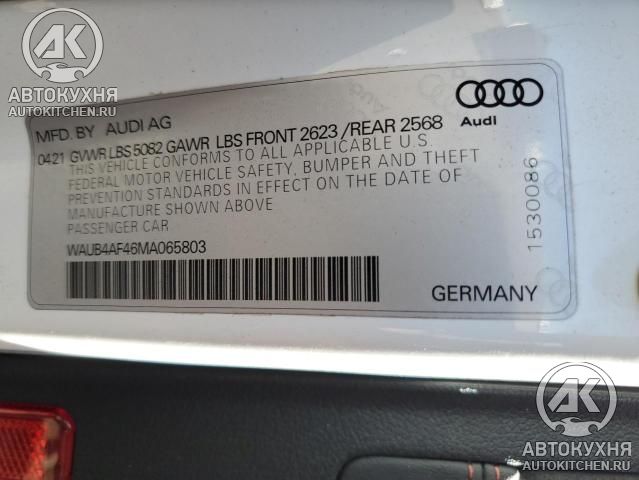 АВТОКУХНЯ
AUTOKITCHEN.RU
MFD. BY AUDI AG
Audi
0421 GVWR LBS 5082 GAWR LBS FRONT 2623 /REAR 2568
THIS VEHICLE CONFORMS TO ALL APPLICABLE U.S.
FEDERAL MOTOR VEHICLE SAFETY, BUMPER AND THEFT
PREVENTION STANDARDS IN EFFECT ON THE DATE OF
MANUFACTURE SHOWN ABOVE
PASSENGER CAR
WAUB4AF46MA065803
1530086
GERMANY
АВТОКУХНЯ
AUTOKITCHEN.RU